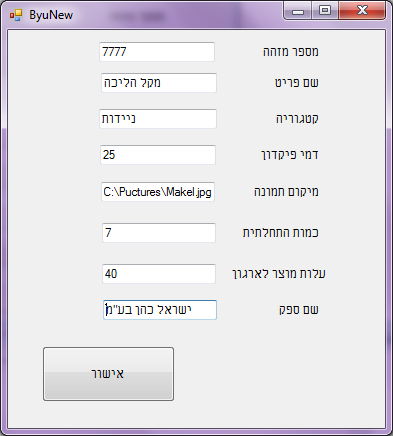 ByuNew
מספר מזהה 7777
שם פריט מקל הליכה
קטגוריה ניידות
דמי פיקדון 25
מיקום תמונה C:\Puctures\Makel.jpg
כמות התחלתית 7
עלות מוצר לארגון 40
שם ספק ישראל כהן בע"מ
אישור